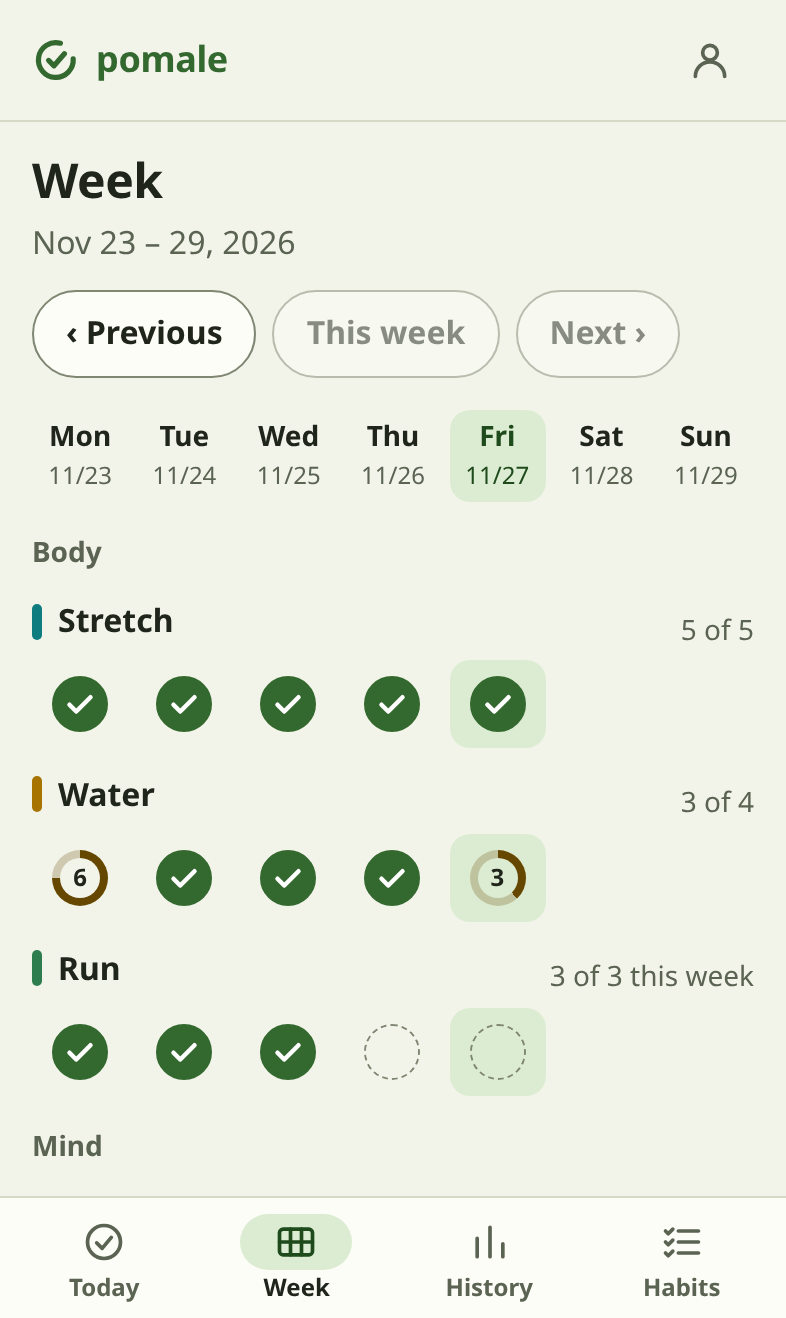 pomale
Week
Nov 23 – 29, 2026
‹ Previous
This week
Next ›
Mon Tue Wed Thu Fri Sat Sun
11/23 11/24 11/25 11/26 11/27 11/28 11/29
Body
Stretch
5 of 5
Water
3 of 4
6 3
Run
3 of 3 this week
Mind
Today Week History Habits